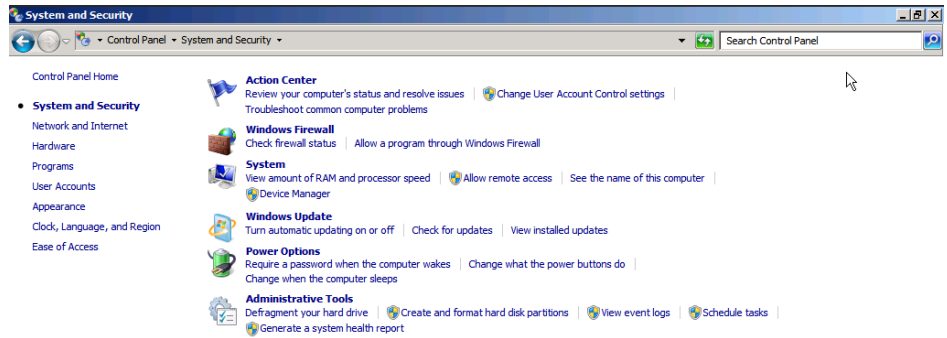 System and Security
Control Panel System and Security
Search Control Panel
Control Panel Home
System and Security
Network and Internet
Hardware
Programs
User Accounts
Appearance
Clock, Language, and Region
Ease of Access
Action Center
Review your computer's status and resolve issues Change User Account Control settings
Troubleshoot common computer problems
Windows Firewall
Check firewall status Allow a program through Windows Firewall
System
View amount of RAM and processor speed Allow remote access See the name of this computer
Device Manager
Windows Update
Turn automatic updating on or off Check for updates View installed updates
Power Options
Require a password when the computer wakes Change what the power buttons do
Change when the computer sleeps
Administrative Tools
Defragment your hard drive Create and format hard disk partitions View event logs Schedule tasks
Generate a system health report